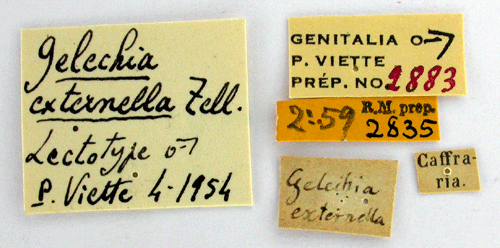 Gelechia
externella Zell.
Lectotype ♂
P. Viette 4-1954
GENITALIA ♂
P. VIETTE
PRÉP. NO 2883
2:59 R.M. prep.
2835
Gelechia
externella
Caffra-
ria.